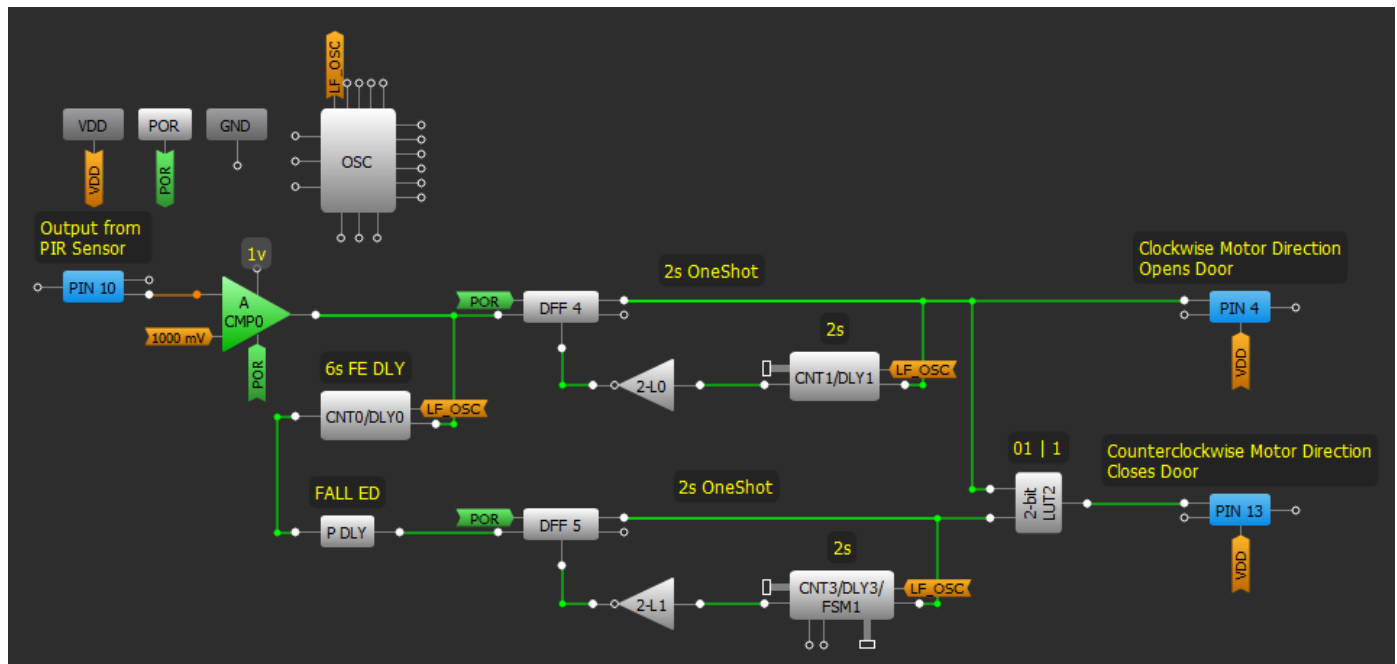 LF_OSC
VDD
POR
GND
OSC
VDD
POR
Output from
PIR Sensor
1v
PIN 10
A
CMP0
1000 mV
POR
6s FE DLY
CNT0/DLY0
LF_OSC
FALL ED
P DLY
2s OneShot
POR
DFF 4
2s
2-L0
CNT1/DLY1
LF_OSC
2s OneShot
POR
DFF 5
2s
2-L1
CNT3/DLY3/
FSM1
LF_OSC
Clockwise Motor Direction
Opens Door
PIN 4
VDD
01 | 1
2-bit
LUT2
Counterclockwise Motor Direction
Closes Door
PIN 13
VDD